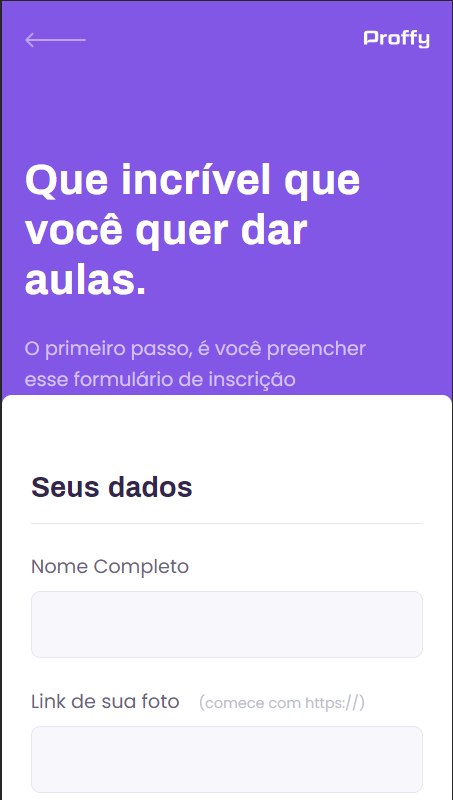 Proffy
Que incrível que
você quer dar
aulas.
O primeiro passo, é você preencher
esse formulário de inscrição
Seus dados
Nome Completo
Link de sua foto (comece com https://)